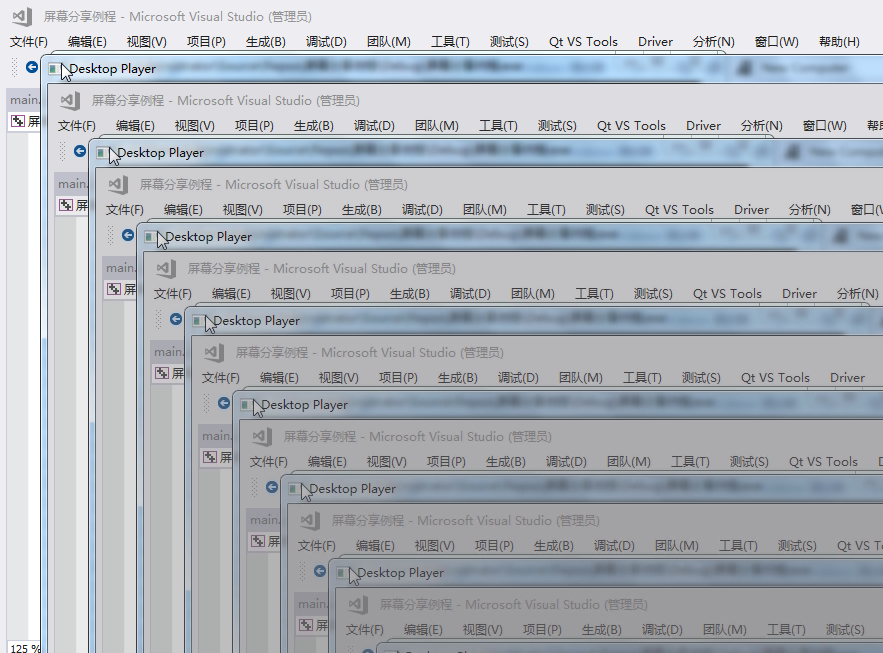 屏幕分享例程 - Microsoft Visual Studio (管理员)
文件(F) 编辑(E) 视图(V) 项目(P) 生成(B) 调试(D) 团队(M) 工具(T) 测试(S) Qt VS Tools Driver 分析(N) 窗口(W) 帮助(H)
Desktop Player
main.
屏幕分享例程 - Microsoft Visual Studio (管理员)
屏
文件(F) 编辑(E) 视图(V) 项目(P) 生成(B) 调试(D) 团队(M) 工具(T) 测试(S) Qt VS Tools Driver 分析(N) 窗口(W)
Desktop Player
main.
屏幕分享例程 - Microsoft Visual Studio (管理员)
屏
文件(F) 编辑(E) 视图(V) 项目(P) 生成(B) 调试(D) 团队(M) 工具(T) 测试(S) Qt VS Tools Driver 分析(N)
Desktop Player
main.
屏幕分享例程 - Microsoft Visual Studio (管理员)
屏
文件(F) 编辑(E) 视图(V) 项目(P) 生成(B) 调试(D) 团队(M) 工具(T) 测试(S) Qt VS Tools Driver 分析(N)
Desktop Player
main.
屏幕分享例程 - Microsoft Visual Studio (管理员)
屏
文件(F) 编辑(E) 视图(V) 项目(P) 生成(B) 调试(D) 团队(M) 工具(T) 测试(S) Qt VS Tools Driver
Desktop Player
main.
屏幕分享例程 - Microsoft Visual Studio (管理员)
屏
文件(F) 编辑(E) 视图(V) 项目(P) 生成(B) 调试(D) 团队(M) 工具(T) 测试(S) Qt VS Tools
Desktop Player
main.
屏幕分享例程 - Microsoft Visual Studio (管理员)
屏
文件(F) 编辑(E) 视图(V) 项目(P) 生成(B) 调试(D) 团队(M) 工具(T) 测试(S) Qt VS T
Desktop Player
main.
屏幕分享例程 - Microsoft Visual Studio (管理员)
屏
文件(F) 编辑(E) 视图(V) 项目(P) 生成(B) 调试(D) 团队(M) 工具(T) 测试(S)
125 %